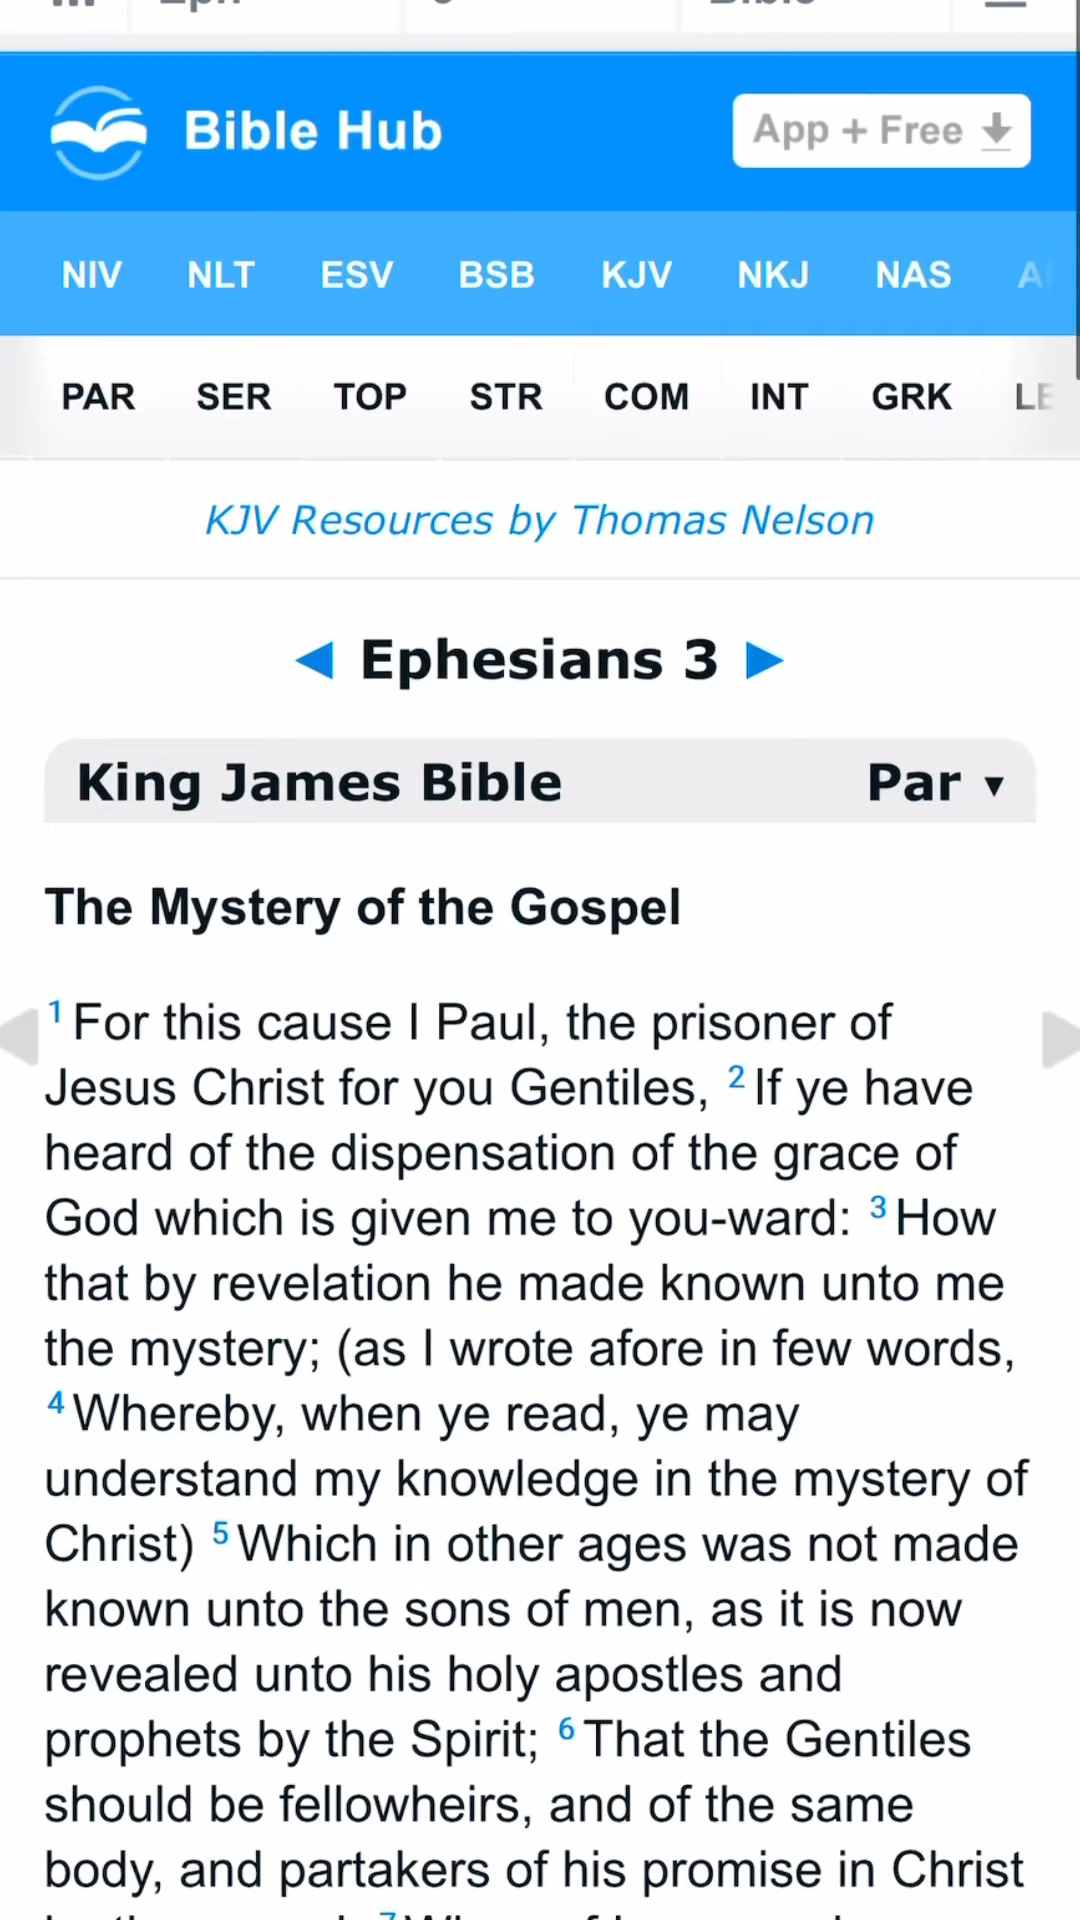 Bible Hub
App + Free
NIV NLT ESV BSB KJV NKJ NAS
PAR SER TOP STR COM INT GRK
KJV Resources by Thomas Nelson
Ephesians 3
King James Bible Par
The Mystery of the Gospel
1 For this cause I Paul, the prisoner of
Jesus Christ for you Gentiles, 2 If ye have
heard of the dispensation of the grace of
God which is given me to you-ward: 3 How
that by revelation he made known unto me
the mystery; (as I wrote afore in few words,
4 Whereby, when ye read, ye may
understand my knowledge in the mystery of
Christ) 5 Which in other ages was not made
known unto the sons of men, as it is now
revealed unto his holy apostles and
prophets by the Spirit; 6 That the Gentiles
should be fellowheirs, and of the same
body, and partakers of his promise in Christ